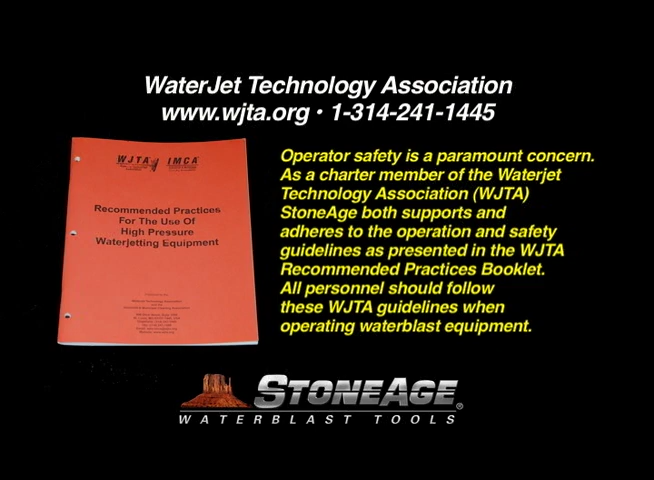 WaterJet Technology Association
www.wjta.org • 1-314-241-1445
WJTA IMCA
Recommended Practices
For The Use Of
High Pressure
WaterJetting Equipment
Operator safety is a paramount concern.
As a charter member of the Waterjet
Technology Association (WJTA)
StoneAge both supports and
adheres to the operation and safety
guidelines as presented in the WJTA
Recommended Practices Booklet.
All personnel should follow
these WJTA guidelines when
operating waterblast equipment.
STONEAGE®
WATERBLAST TOOLS